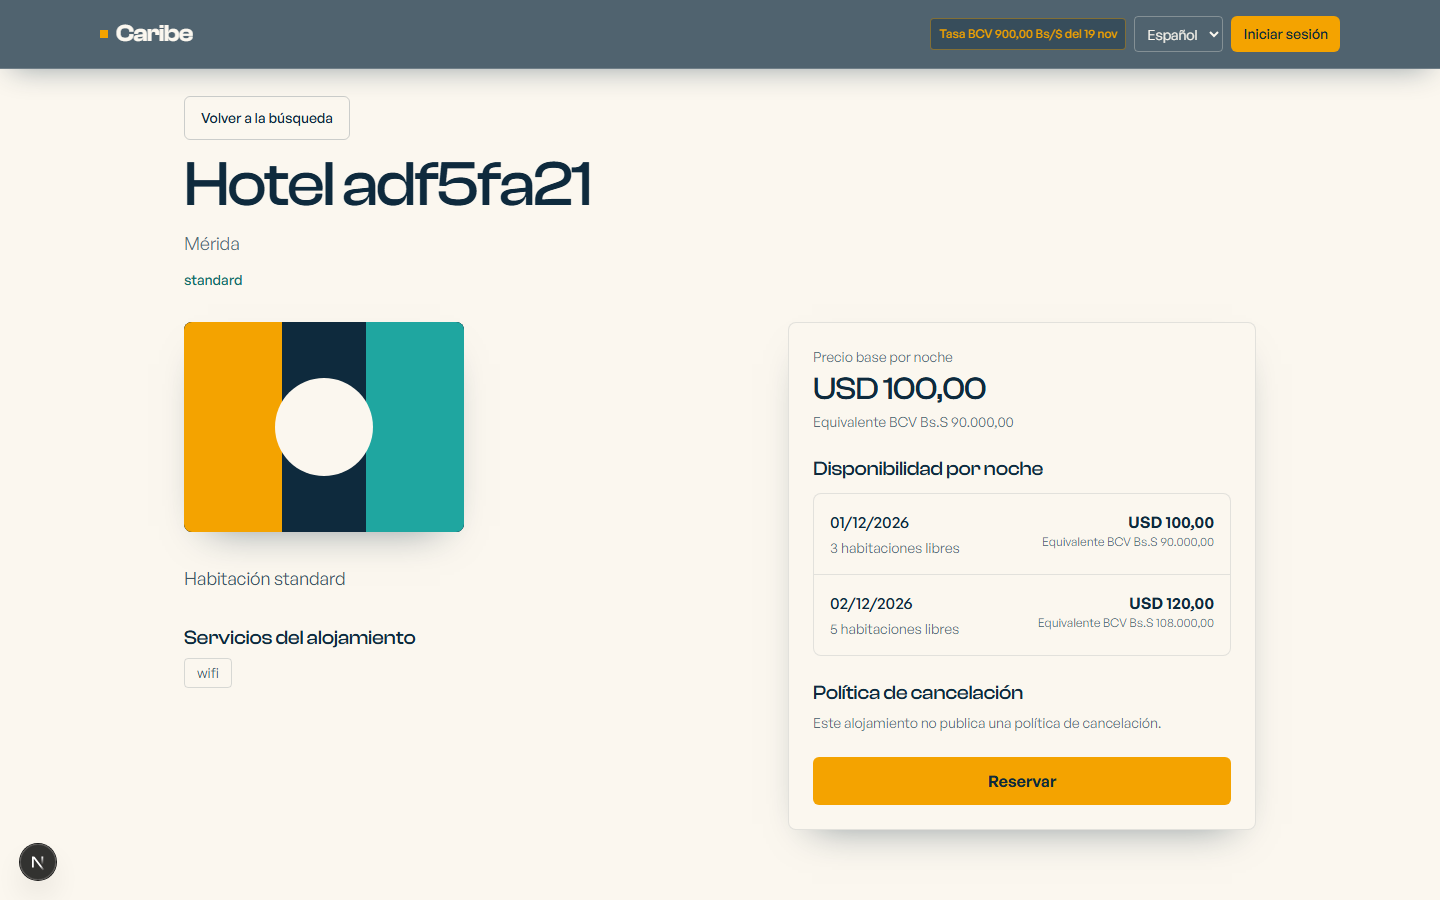 Caribe
Tasa BCV 900,00 Bs/$ del 19 nov
Español
Iniciar sesión
Volver a la búsqueda
Hotel adf5fa21
Mérida
standard
Habitación standard
Servicios del alojamiento
wifi
Precio base por noche
USD 100,00
Equivalente BCV Bs.S 90.000,00
Disponibilidad por noche
01/12/2026
USD 100,00
3 habitaciones libres
Equivalente BCV Bs.S 90.000,00
02/12/2026
USD 120,00
5 habitaciones libres
Equivalente BCV Bs.S 108.000,00
Política de cancelación
Este alojamiento no publica una política de cancelación.
Reservar
N